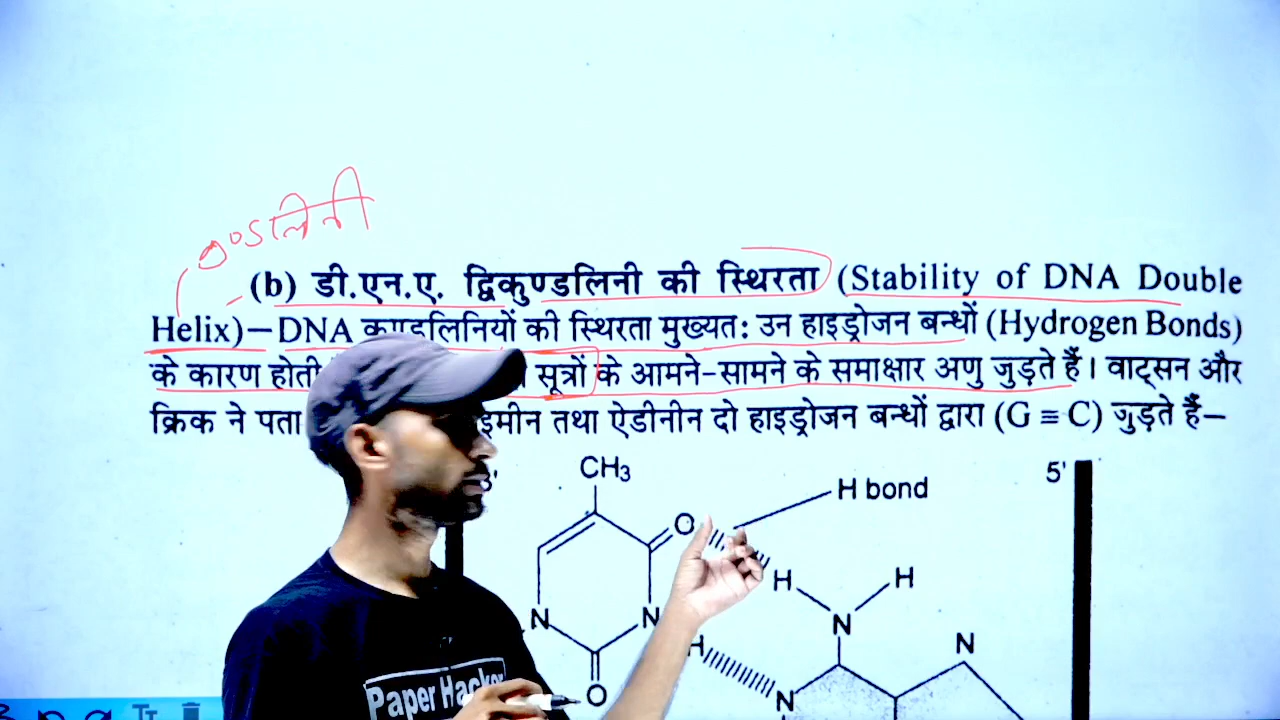 कुण्डलिनी
(b) डी.एन.ए. द्विकुण्डलिनी की स्थिरता (Stability of DNA Double
Helix)—DNA कुण्डलिनियों की स्थिरता मुख्यत: उन हाइड्रोजन बन्धों (Hydrogen Bonds)
के कारण होती सूत्रों के आमने-सामने के समाक्षार अणु जुड़ते हैं। वाट्सन और
क्रिक ने पता इमीन तथा ऐडीनीन दो हाइड्रोजन बन्धों द्वारा (G ≡ C) जुड़ते हैं—
CH₃
5'
H bond
O
H
H
N
N
N
N
H
N
O
Paper Hacker